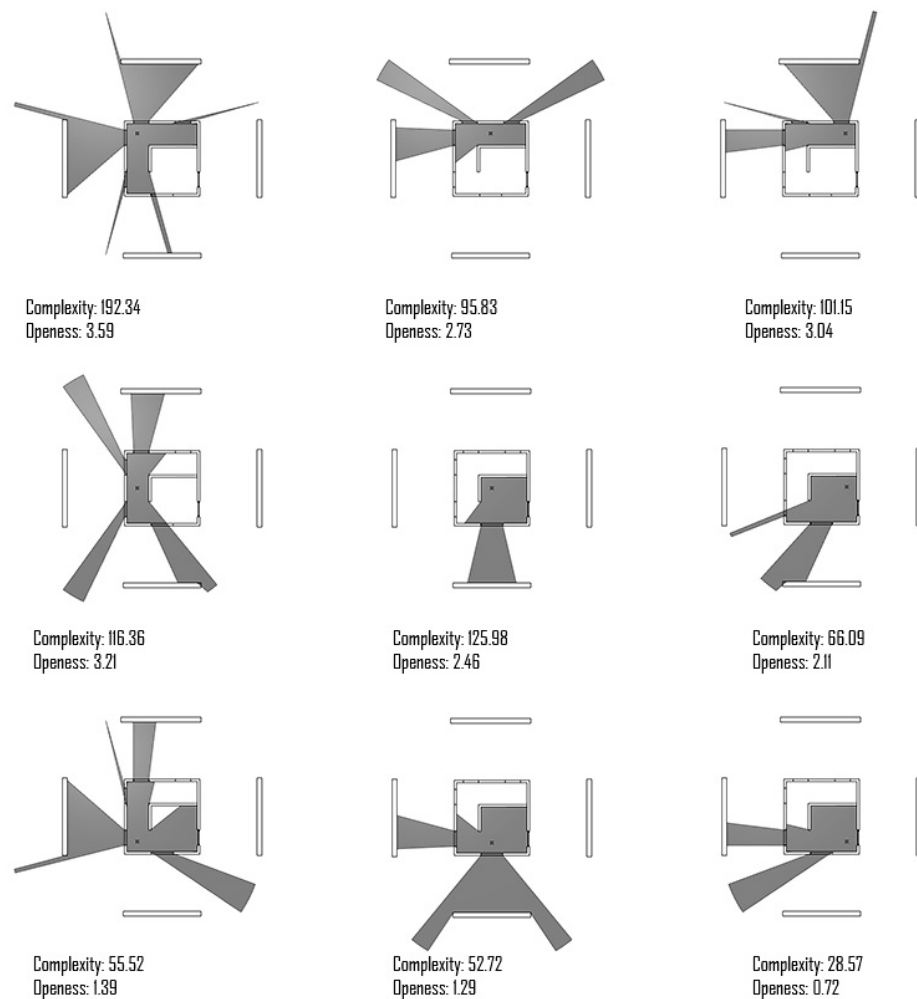 Complexity: 192.34
Openess: 3.59
Complexity: 95.83
Openess: 2.73
Complexity: 101.15
Openess: 3.04
Complexity: 116.36
Openess: 3.21
Complexity: 125.98
Openess: 2.46
Complexity: 66.09
Openess: 2.11
Complexity: 55.52
Openess: 1.39
Complexity: 52.72
Openess: 1.29
Complexity: 28.57
Openess: 0.72